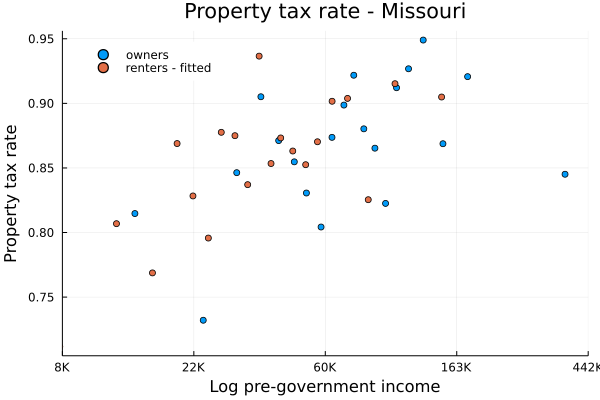 Property tax rate - Missouri
owners
renters - fitted
Property tax rate
0.95
0.90
0.85
0.80
0.75
8K 22K 60K 163K 442K
Log pre-government income